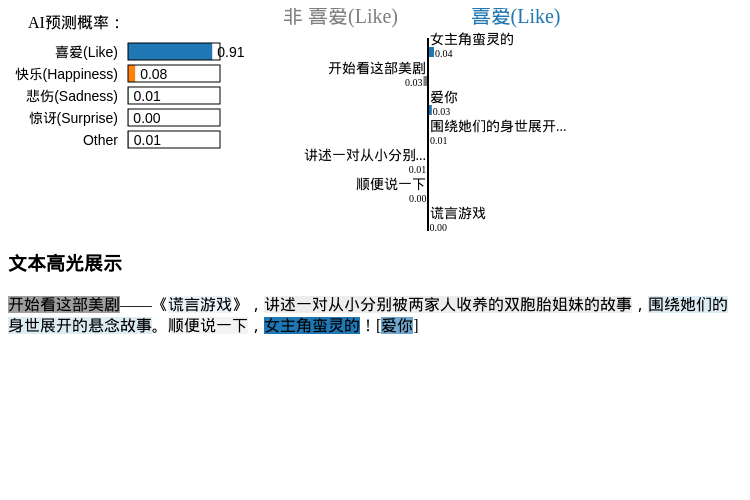 AI预测概率：
喜爱(Like) 0.91
快乐(Happiness) 0.08
悲伤(Sadness) 0.01
惊讶(Surprise) 0.00
Other 0.01
非 喜爱(Like) 喜爱(Like)
女主角蛮灵的
0.04
开始看这部美剧
0.03
爱你
0.03
围绕她们的身世展开...
0.01
讲述一对从小分别...
0.01
顺便说一下
0.00
谎言游戏
0.00
文本高光展示
开始看这部美剧——《谎言游戏》，讲述一对从小分别被两家人收养的双胞胎姐妹的故事，围绕她们的
身世展开的悬念故事。顺便说一下，女主角蛮灵的！[爱你]